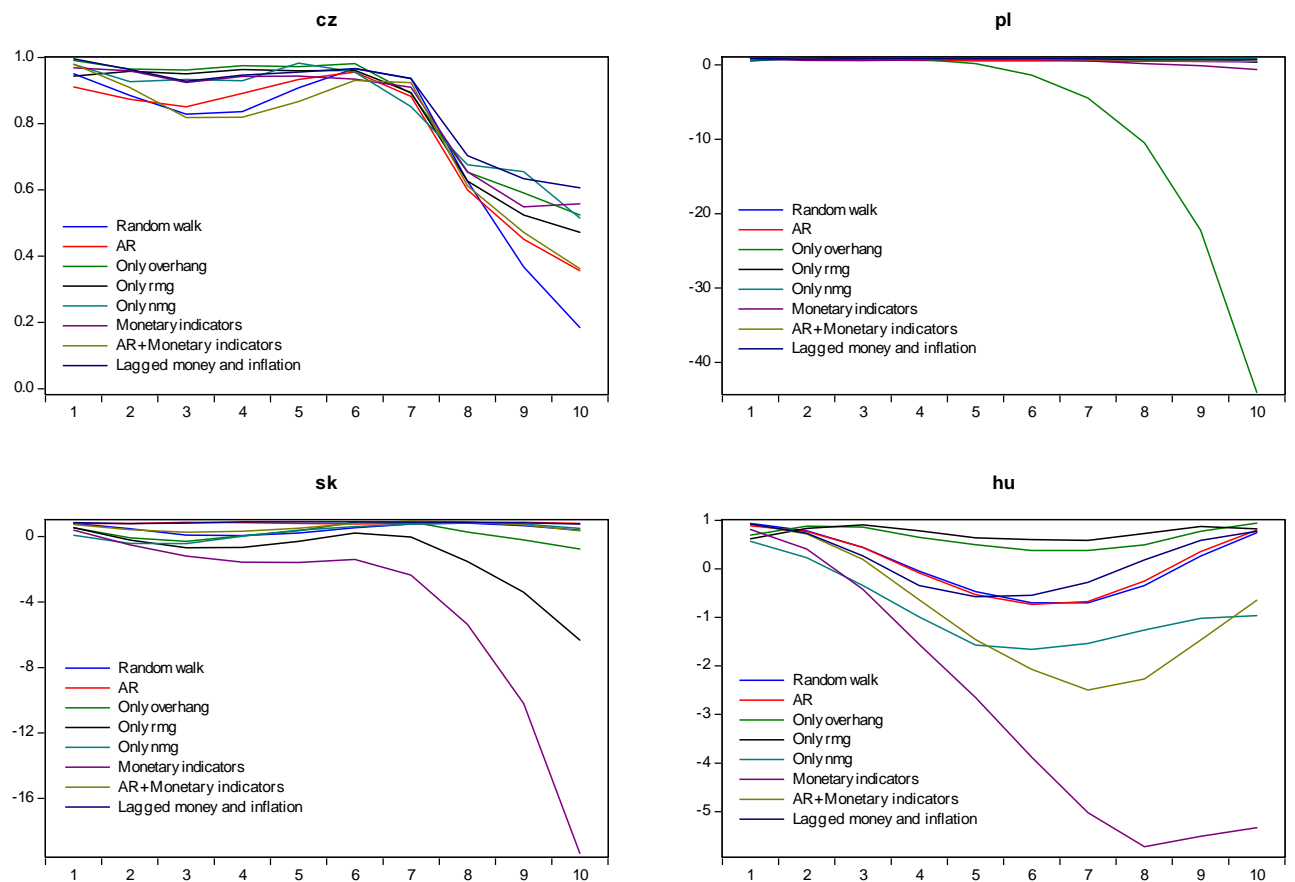 cz
1.0
0.8
0.6
0.4
0.2
0.0
Random walk
AR
Only overhang
Only rmg
Only nmg
Monetary indicators
AR+Monetary indicators
Lagged money and inflation
1 2 3 4 5 6 7 8 9 10
pl
0
-10
-20
-30
-40
Random walk
AR
Only overhang
Only rmg
Only nmg
Monetary indicators
AR+Monetary indicators
Lagged money and inflation
1 2 3 4 5 6 7 8 9 10
sk
0
-4
-8
-12
-16
Random walk
AR
Only overhang
Only rmg
Only nmg
Monetary indicators
AR+Monetary indicators
Lagged money and inflation
1 2 3 4 5 6 7 8 9 10
hu
1
0
-1
-2
-3
-4
-5
Random walk
AR
Only overhang
Only rmg
Only nmg
Monetary indicators
AR+Monetary indicators
Lagged money and inflation
1 2 3 4 5 6 7 8 9 10